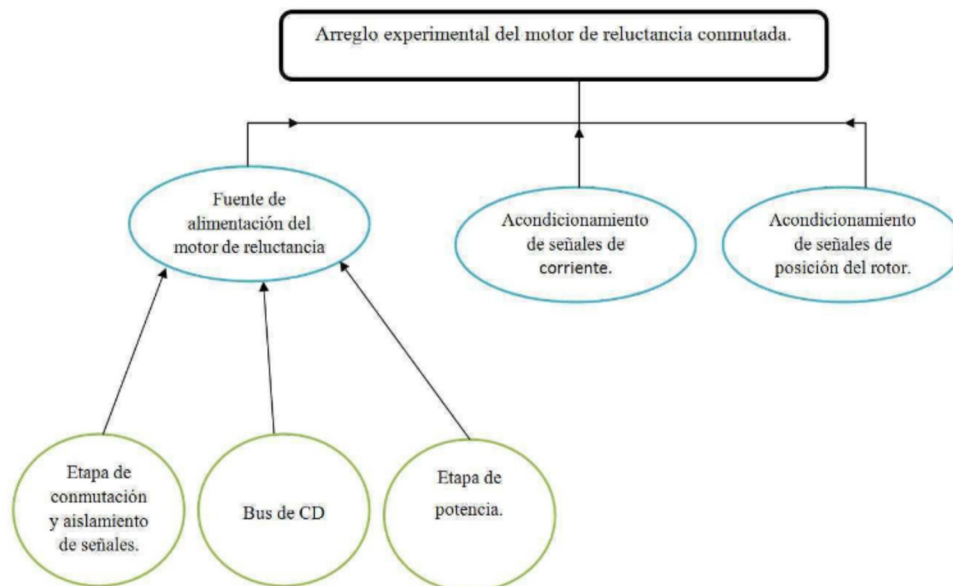 Arreglo experimental del motor de reluctancia conmutada.
Fuente de
alimentación del
motor de reluctancia
Acondicionamiento
de señales de
corriente.
Acondicionamiento
de señales de
posición del rotor.
Etapa de
conmutación
y aislamiento
de señales.
Bus de CD
Etapa de
potencia.